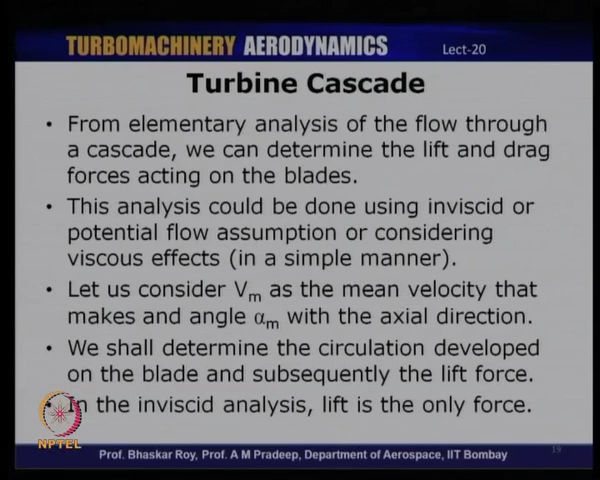 TURBOMACHINERY AERODYNAMICS Lect-20
Turbine Cascade
• From elementary analysis of the flow through
a cascade, we can determine the lift and drag
forces acting on the blades.
• This analysis could be done using inviscid or
potential flow assumption or considering
viscous effects (in a simple manner).
• Let us consider Vm as the mean velocity that
makes and angle αm with the axial direction.
• We shall determine the circulation developed
on the blade and subsequently the lift force.
• In the inviscid analysis, lift is the only force.
NPTEL
Prof. Bhaskar Roy, Prof. A M Pradeep, Department of Aerospace, IIT Bombay
19